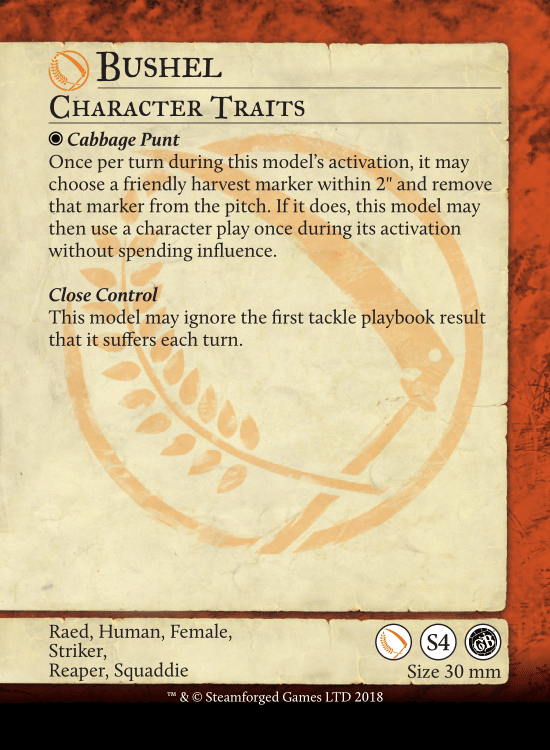 Bushel
Character Traits
Cabbage Punt
Once per turn during this model's activation, it may
choose a friendly harvest marker within 2" and remove
that marker from the pitch. If it does, this model may
then use a character play once during its activation
without spending influence.
Close Control
This model may ignore the first tackle playbook result
that it suffers each turn.
Raed, Human, Female,
Striker,
Reaper, Squaddie
S4
GB
Size 30 mm
™ & © Steamforged Games LTD 2018